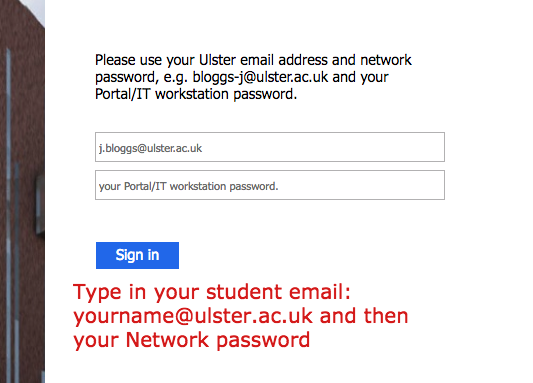 Please use your Ulster email address and network
password, e.g. bloggs-j@ulster.ac.uk and your
Portal/IT workstation password.
j.bloggs@ulster.ac.uk
your Portal/IT workstation password.
Sign in
Type in your student email:
yourname@ulster.ac.uk and then
your Network password